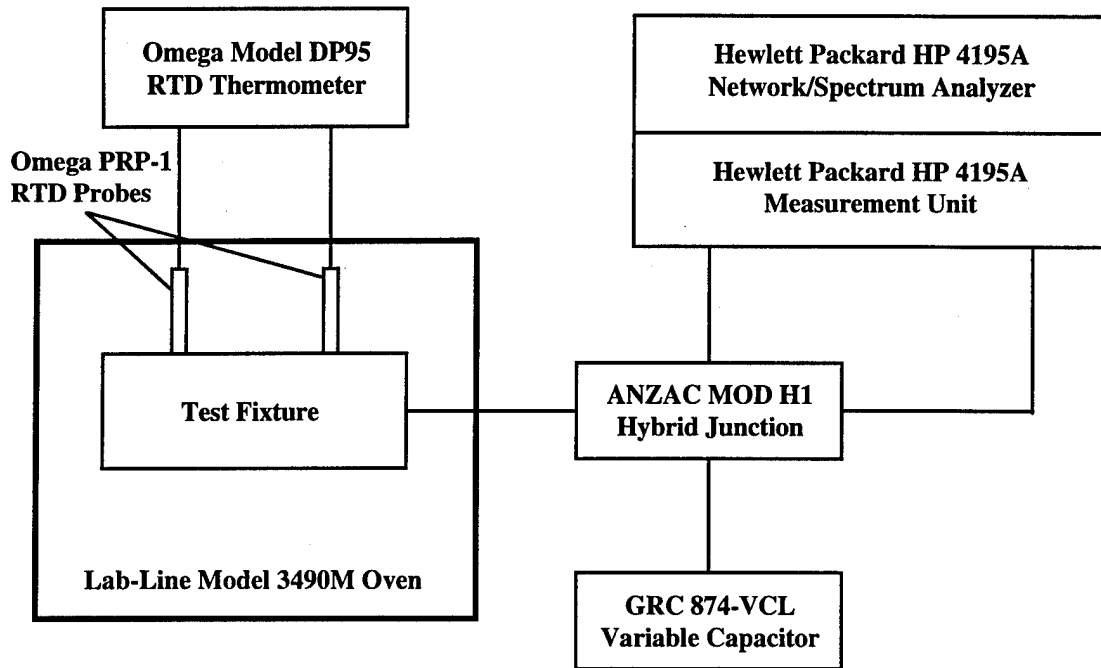 Omega Model DP95
RTD Thermometer
Hewlett Packard HP 4195A
Network/Spectrum Analyzer
Hewlett Packard HP 4195A
Measurement Unit
Omega PRP-1
RTD Probes
Test Fixture
ANZAC MOD H1
Hybrid Junction
Lab-Line Model 3490M Oven
GRC 874-VCL
Variable Capacitor